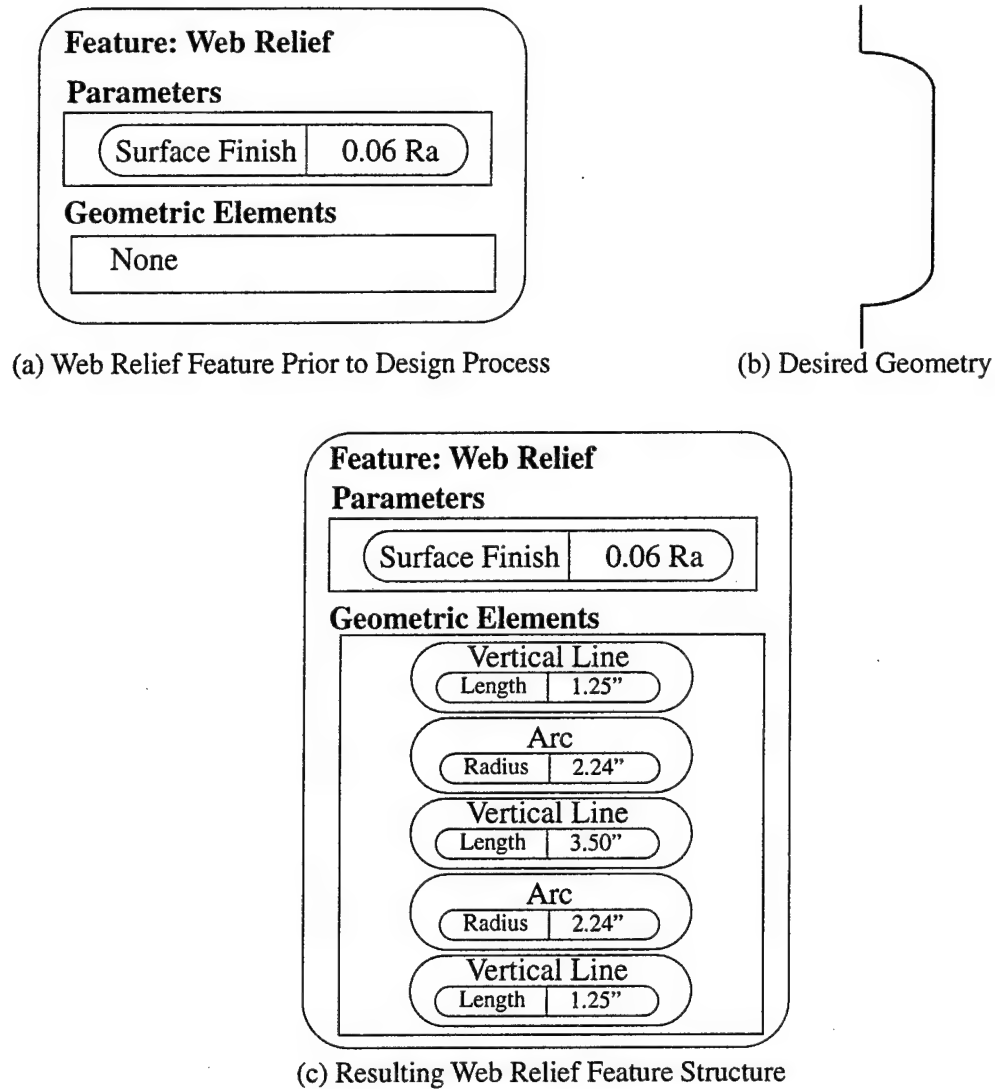 Feature: Web Relief
Parameters
Surface Finish 0.06 Ra
Geometric Elements
None
(a) Web Relief Feature Prior to Design Process
(b) Desired Geometry
Feature: Web Relief
Parameters
Surface Finish 0.06 Ra
Geometric Elements
Vertical Line
Length 1.25”
Arc
Radius 2.24”
Vertical Line
Length 3.50”
Arc
Radius 2.24”
Vertical Line
Length 1.25”
(c) Resulting Web Relief Feature Structure